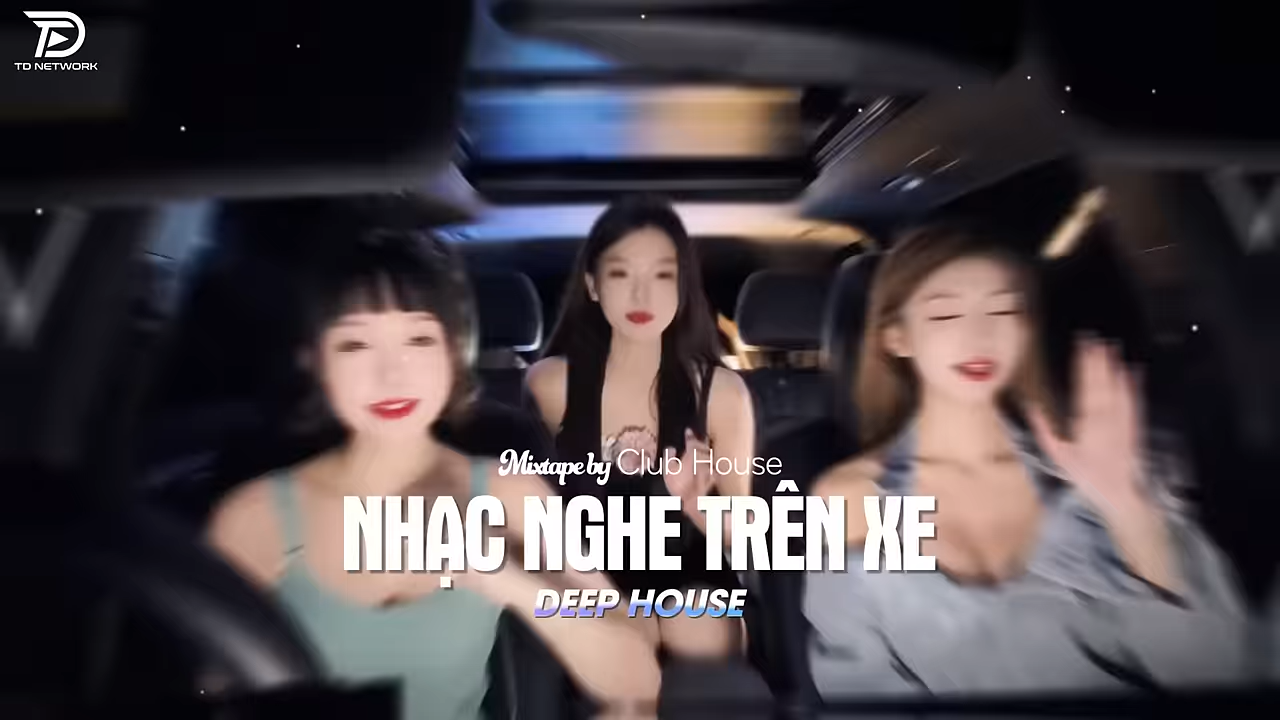 TD NETWORK
Mixtape by Club House
NHẠC NGHE TRÊN XE
DEEP HOUSE